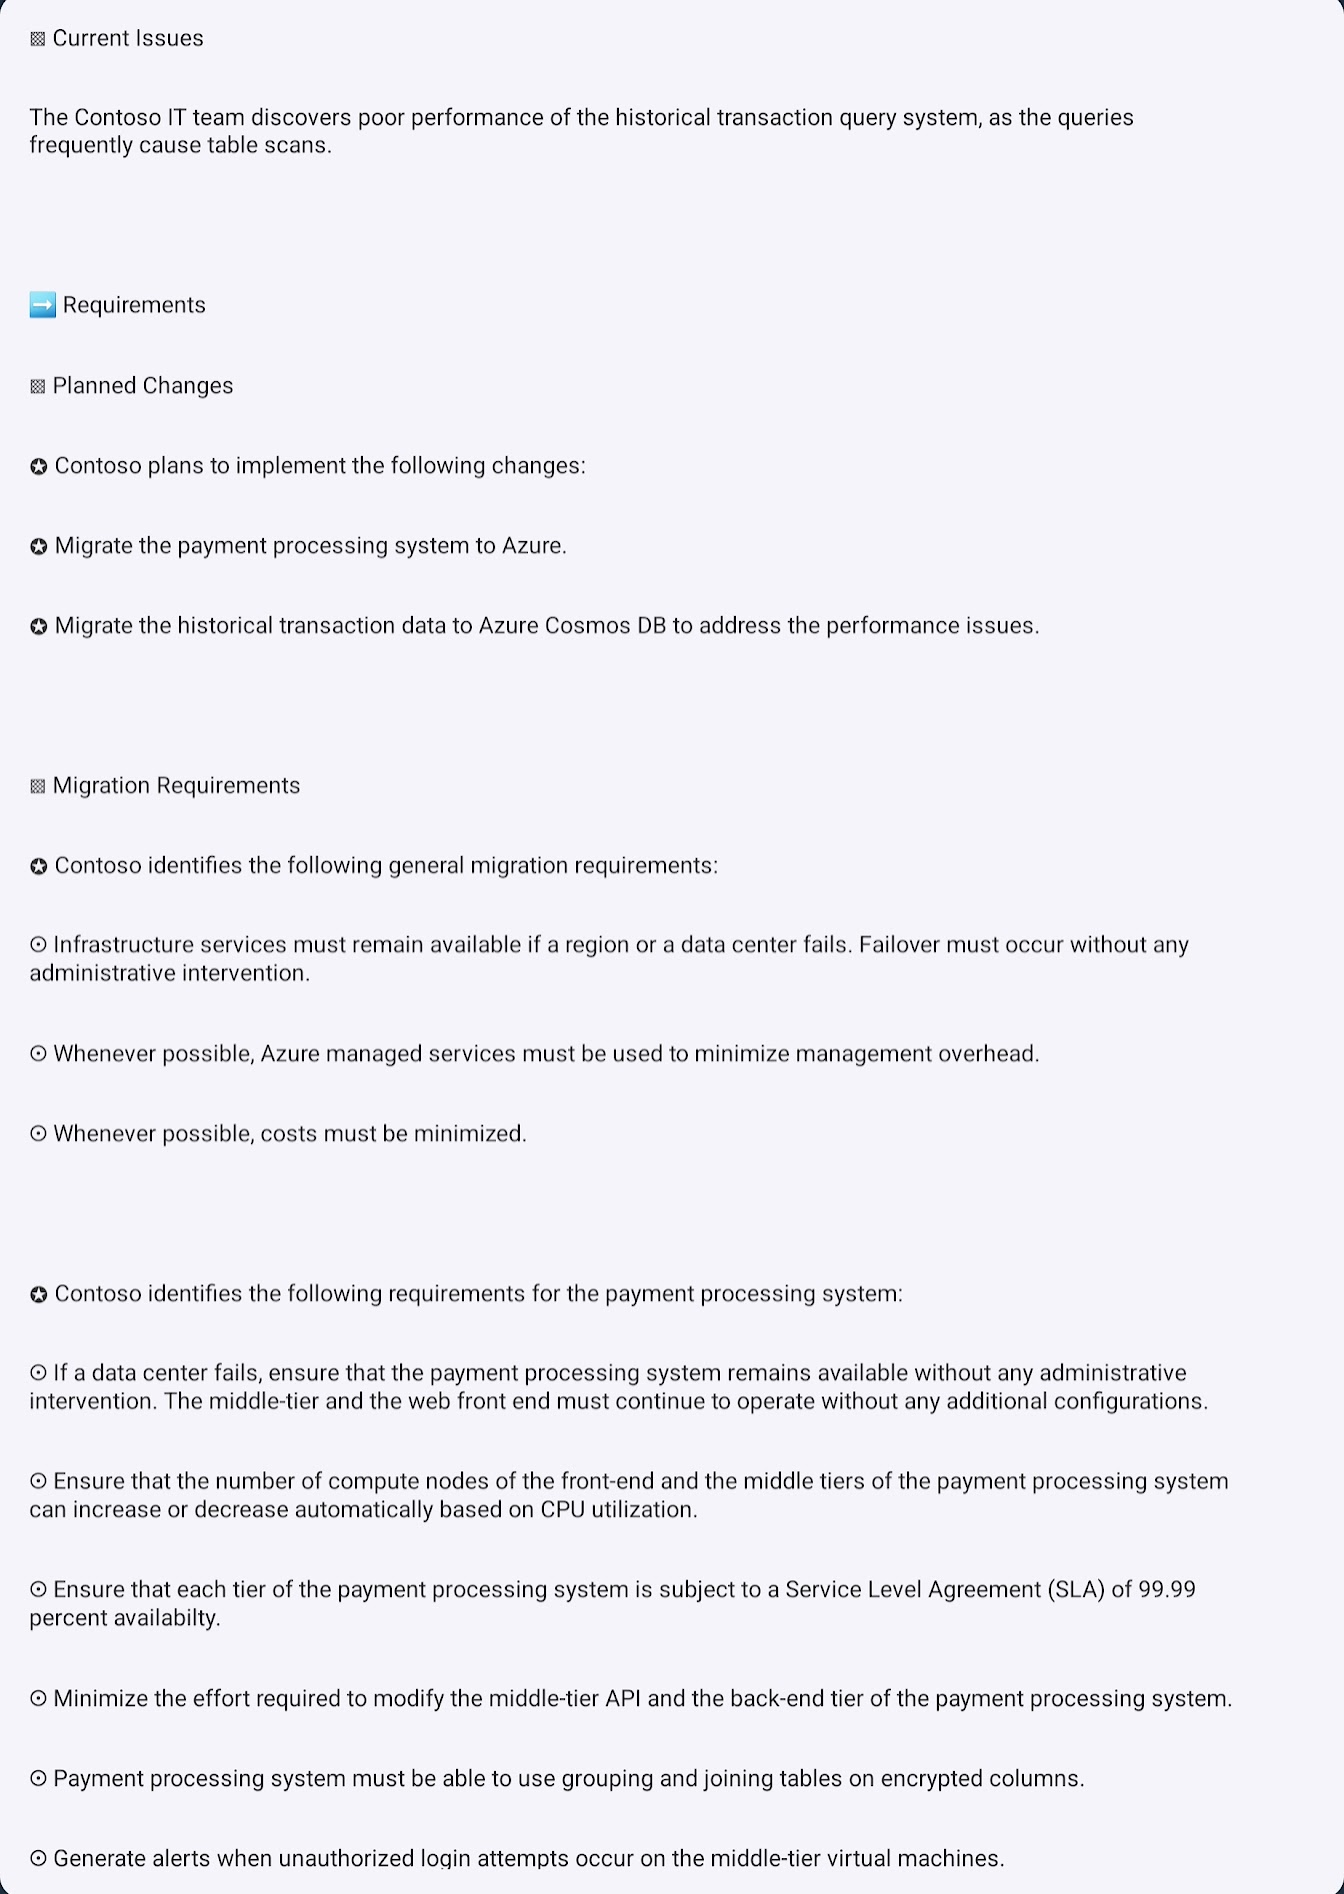 ▩ Current Issues
The Contoso IT team discovers poor performance of the historical transaction query system, as the queries
frequently cause table scans.
➡️ Requirements
▩ Planned Changes
✪ Contoso plans to implement the following changes:
✪ Migrate the payment processing system to Azure.
✪ Migrate the historical transaction data to Azure Cosmos DB to address the performance issues.
▩ Migration Requirements
✪ Contoso identifies the following general migration requirements:
⊙ Infrastructure services must remain available if a region or a data center fails. Failover must occur without any
administrative intervention.
⊙ Whenever possible, Azure managed services must be used to minimize management overhead.
⊙ Whenever possible, costs must be minimized.
✪ Contoso identifies the following requirements for the payment processing system:
⊙ If a data center fails, ensure that the payment processing system remains available without any administrative
intervention. The middle-tier and the web front end must continue to operate without any additional configurations.
⊙ Ensure that the number of compute nodes of the front-end and the middle tiers of the payment processing system
can increase or decrease automatically based on CPU utilization.
⊙ Ensure that each tier of the payment processing system is subject to a Service Level Agreement (SLA) of 99.99
percent availabilty.
⊙ Minimize the effort required to modify the middle-tier API and the back-end tier of the payment processing system.
⊙ Payment processing system must be able to use grouping and joining tables on encrypted columns.
⊙ Generate alerts when unauthorized login attempts occur on the middle-tier virtual machines.